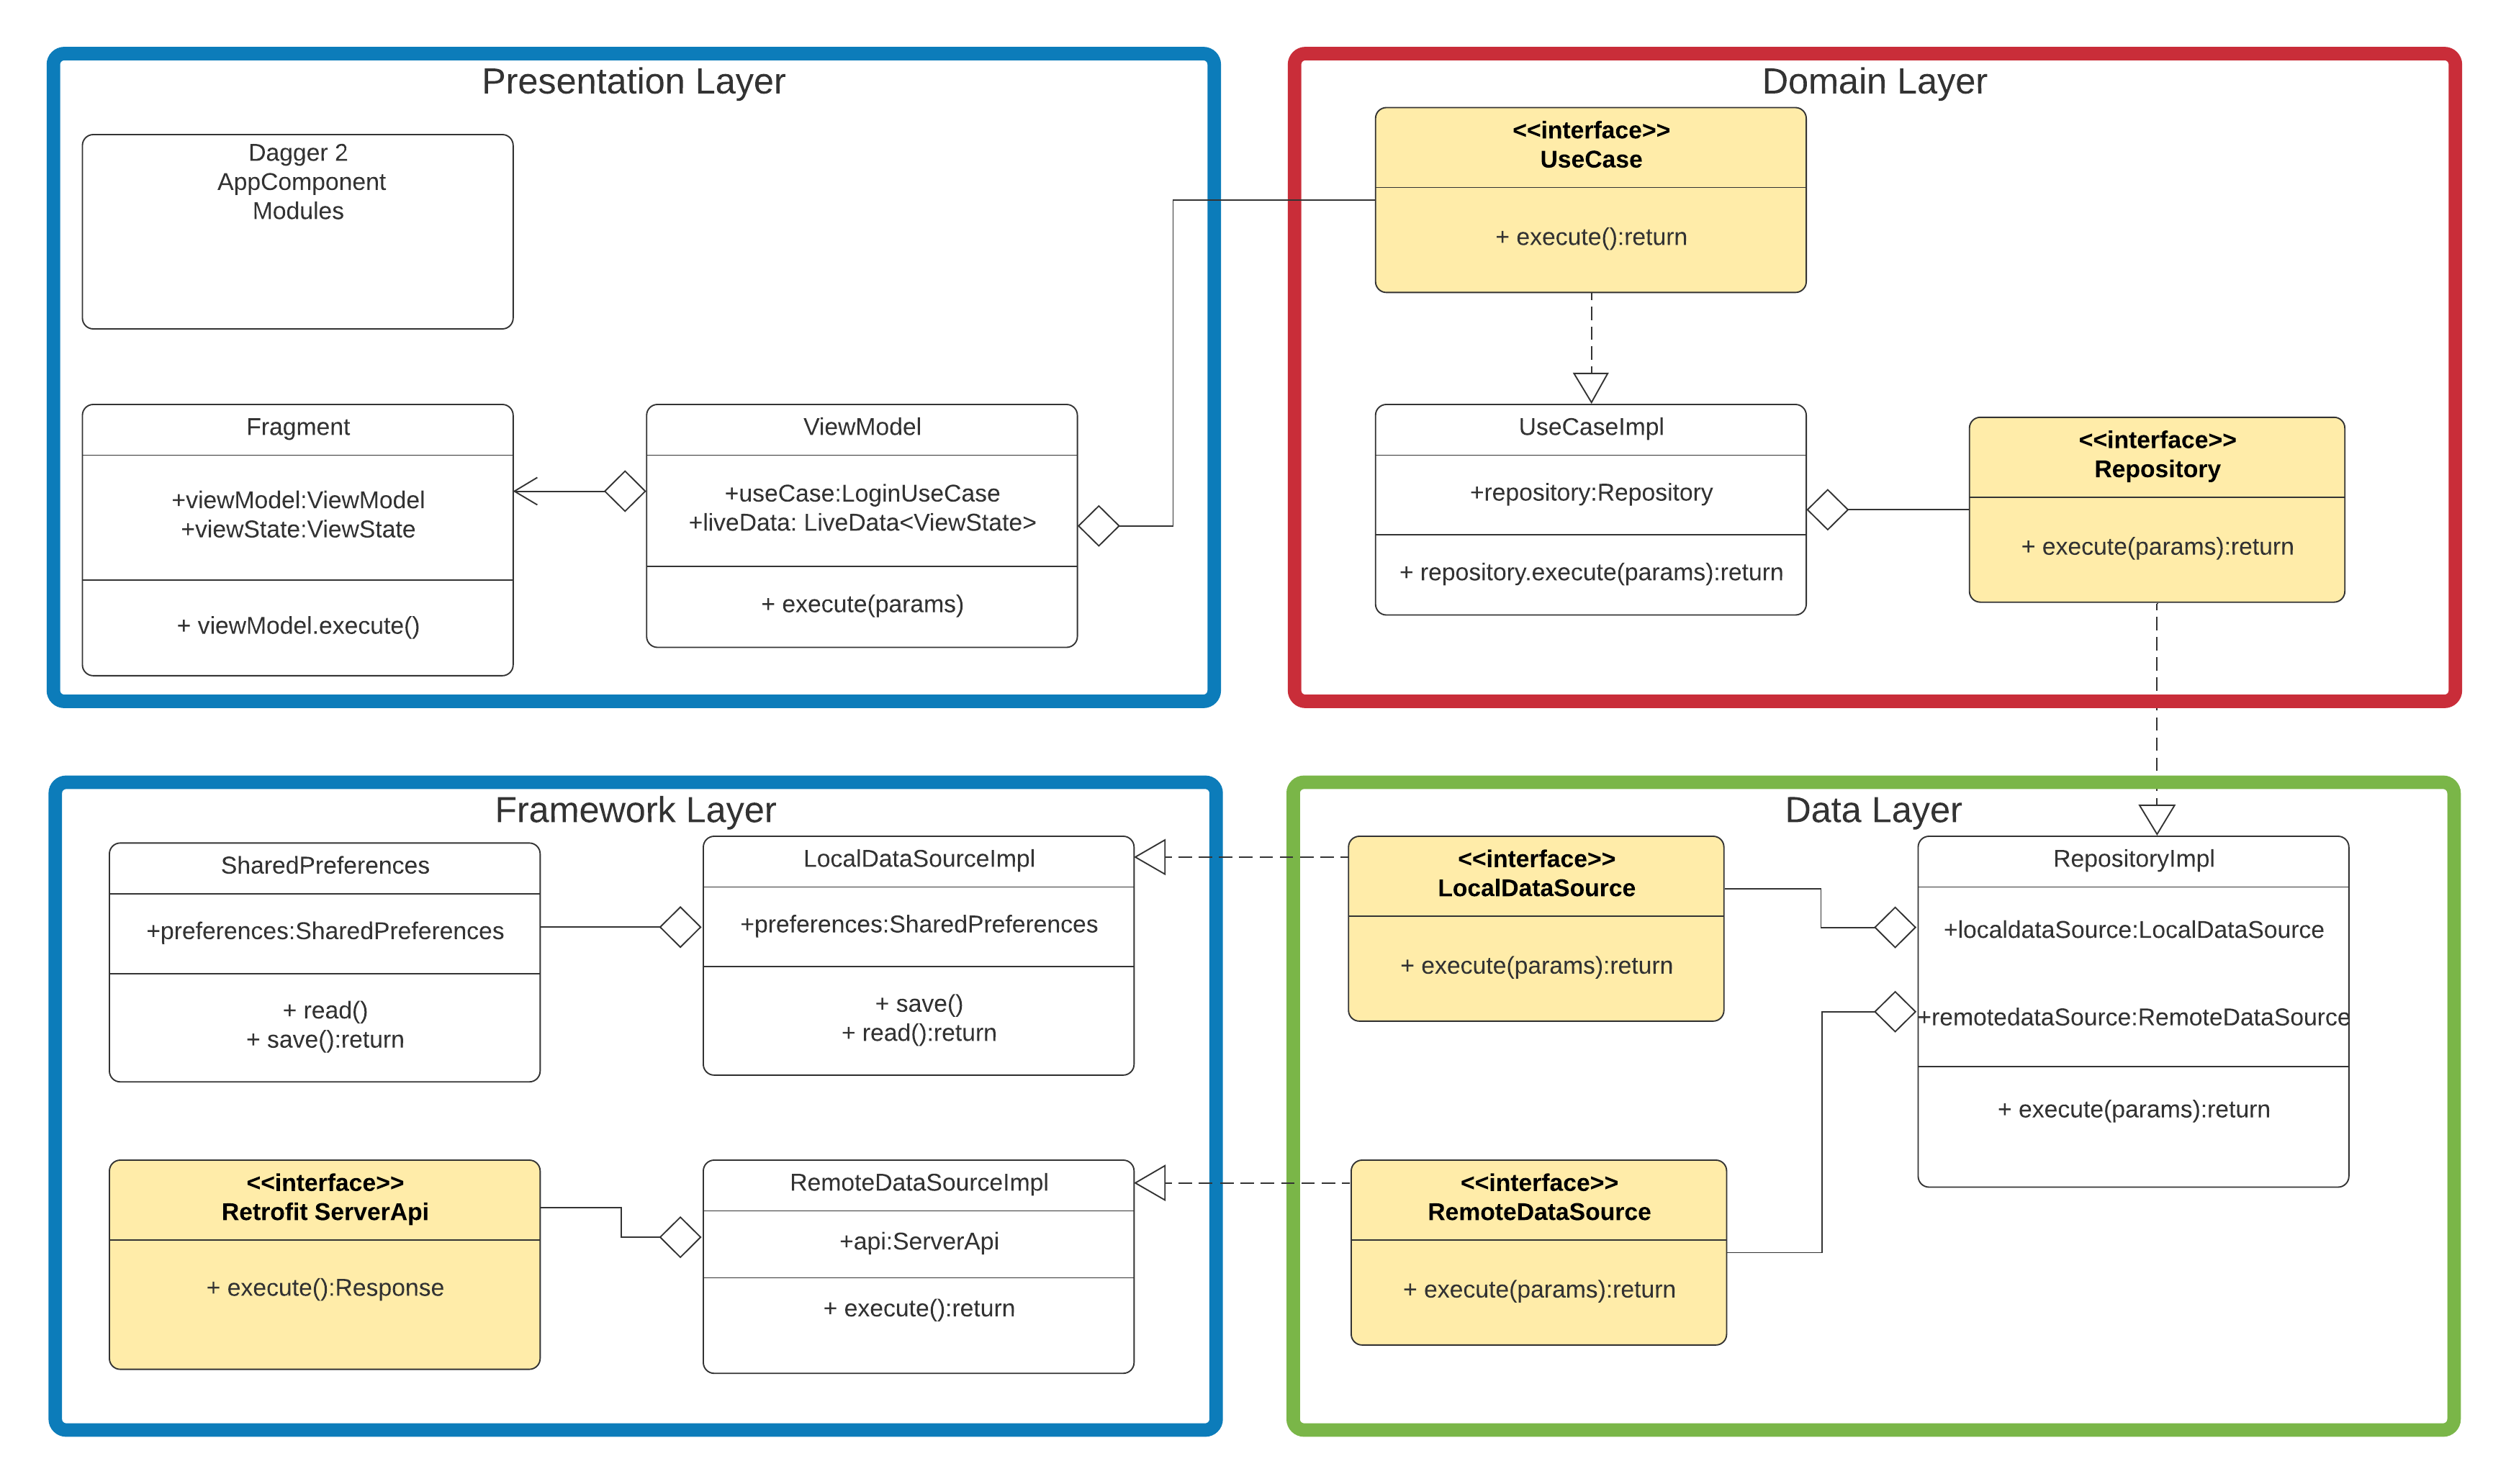 Presentation Layer
Dagger 2
AppComponent
Modules
Fragment
+viewModel:ViewModel
+viewState:ViewState
+ viewModel.execute()
ViewModel
+useCase:LoginUseCase
+liveData: LiveData<ViewState>
+ execute(params)
Domain Layer
<<interface>>
UseCase
+ execute():return
UseCaseImpl
+repository:Repository
+ repository.execute(params):return
<<interface>>
Repository
+ execute(params):return
Framework Layer
SharedPreferences
+preferences:SharedPreferences
+ read()
+ save():return
LocalDataSourceImpl
+preferences:SharedPreferences
+ save()
+ read():return
<<interface>>
Retrofit ServerApi
+ execute():Response
RemoteDataSourceImpl
+api:ServerApi
+ execute():return
Data Layer
<<interface>>
LocalDataSource
+ execute(params):return
RepositoryImpl
+localdataSource:LocalDataSource
+remotedataSource:RemoteDataSource
+ execute(params):return
<<interface>>
RemoteDataSource
+ execute(params):return